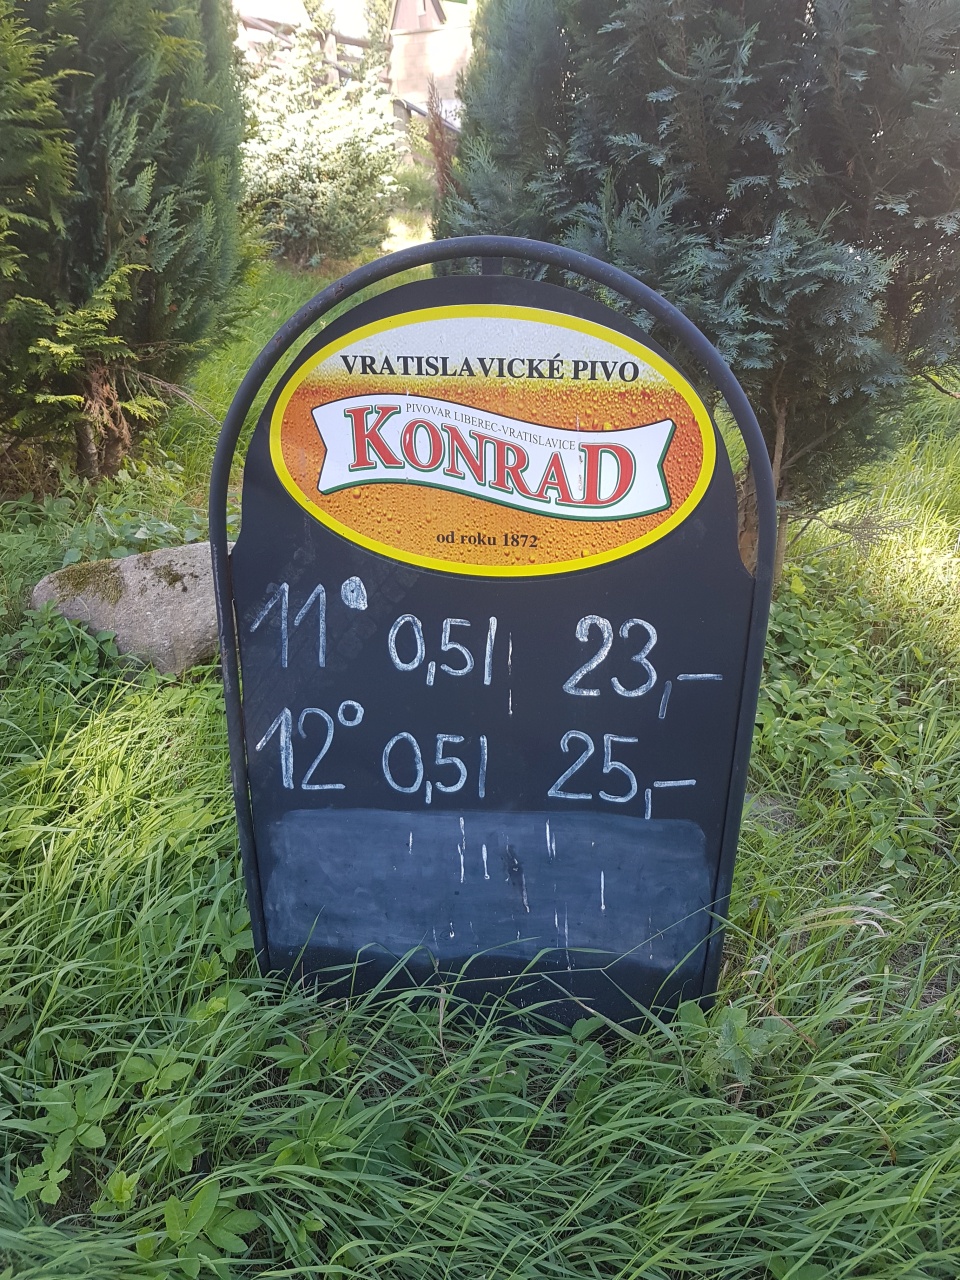 VRATISLAVICKÉ PIVO
PIVOVAR LIBEREC-VRATISLAVICE
KONRAD
od roku 1872
11° 0,5l 23,-
12° 0,5l 25,-